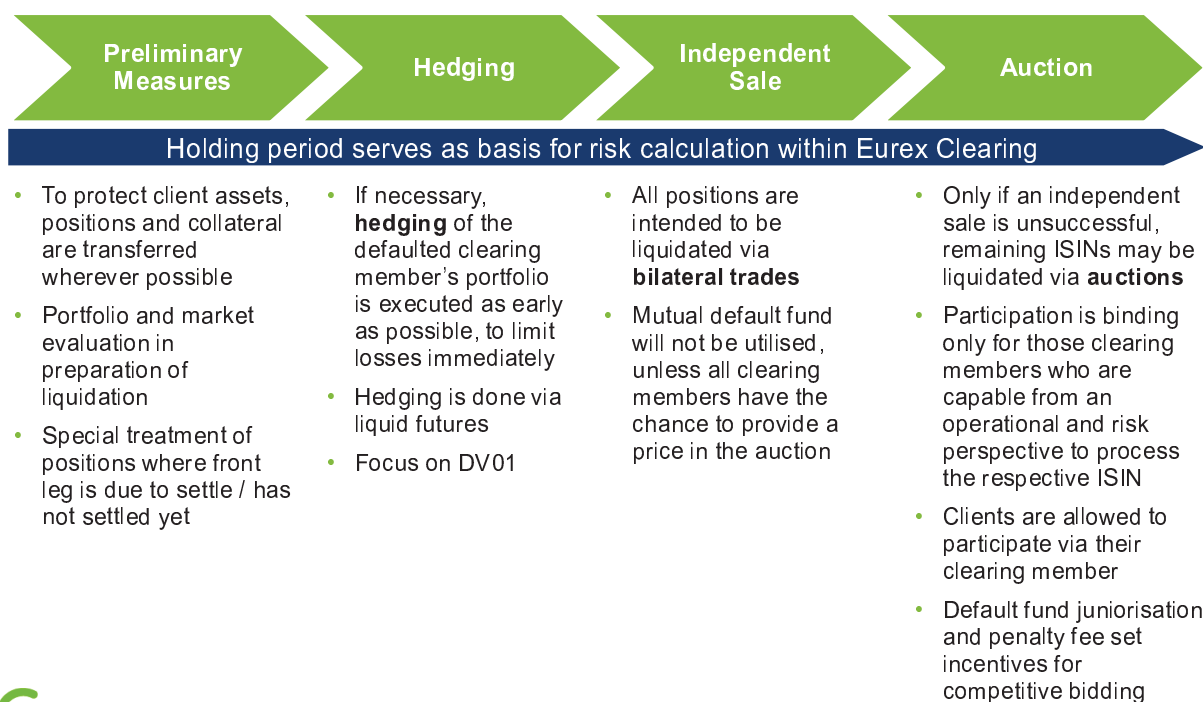 Preliminary
Measures
Hedging
Independent
Sale
Auction
Holding period serves as basis for risk calculation within Eurex Clearing
• To protect client assets,
positions and collateral
are transferred
wherever possible
• Portfolio and market
evaluation in
preparation of
liquidation
• Special treatment of
positions where front
leg is due to settle / has
not settled yet
• If necessary,
hedging of the
defaulted clearing
member's portfolio
is executed as early
as possible, to limit
losses immediately
• Hedging is done via
liquid futures
• Focus on DV01
• All positions are
intended to be
liquidated via
bilateral trades
• Mutual default fund
will not be utilised,
unless all clearing
members have the
chance to provide a
price in the auction
• Only if an independent
sale is unsuccessful,
remaining ISINs may be
liquidated via auctions
• Participation is binding
only for those clearing
members who are
capable from an
operational and risk
perspective to process
the respective ISIN
• Clients are allowed to
participate via their
clearing member
• Default fund juniorisation
and penalty fee set
incentives for
competitive bidding